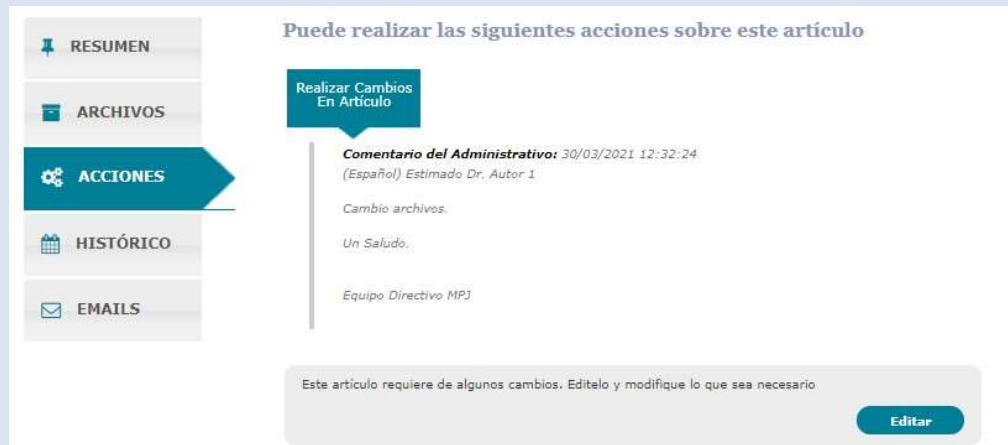 RESUMEN
ARCHIVOS
ACCIONES
HISTÓRICO
EMAILS
Puede realizar las siguientes acciones sobre este artículo
Realizar Cambios
En Artículo
Comentario del Administrativo: 30/03/2021 12:32:24
(Español) Estimado Dr. Autor 1
Cambio archivos.
Un Saludo.
Equipo Directivo MPJ
Este artículo requiere de algunos cambios. Editelo y modifique lo que sea necesario
Editar